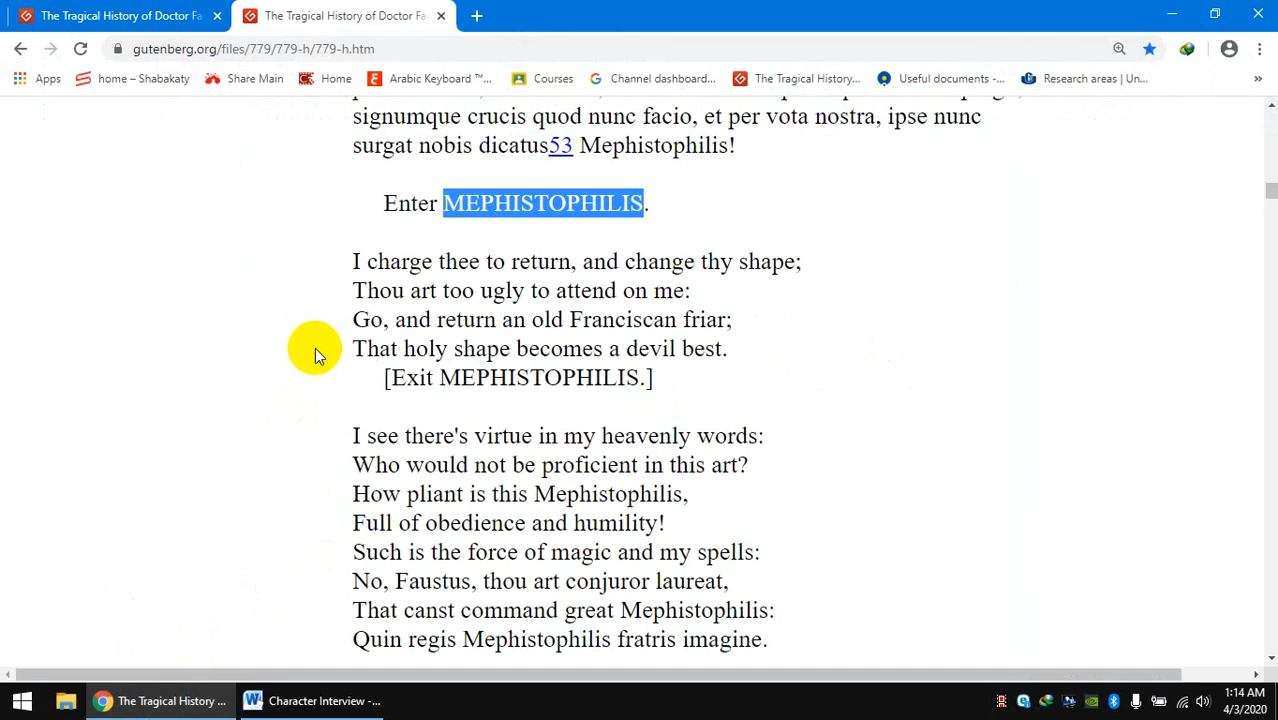 The Tragical History of Doctor Fa
The Tragical History of Doctor Fa
gutenberg.org/files/779/779-h/779-h.htm
Apps
home – Shabakaty
Share Main
Home
Arabic Keyboard ™...
Courses
Channel dashboard...
The Tragical History...
Useful documents -...
Research areas | Un...
signumque crucis quod nunc facio, et per vota nostra, ipse nunc
surgat nobis dicatus53 Mephistophilis!
Enter MEPHISTOPHILIS.
I charge thee to return, and change thy shape;
Thou art too ugly to attend on me:
Go, and return an old Franciscan friar;
That holy shape becomes a devil best.
[Exit MEPHISTOPHILIS.]
I see there's virtue in my heavenly words:
Who would not be proficient in this art?
How pliant is this Mephistophilis,
Full of obedience and humility!
Such is the force of magic and my spells:
No, Faustus, thou art conjuror laureat,
That canst command great Mephistophilis:
Quin regis Mephistophilis fratris imagine.
The Tragical History ...
Character Interview -...
1:14 AM
4/3/2020